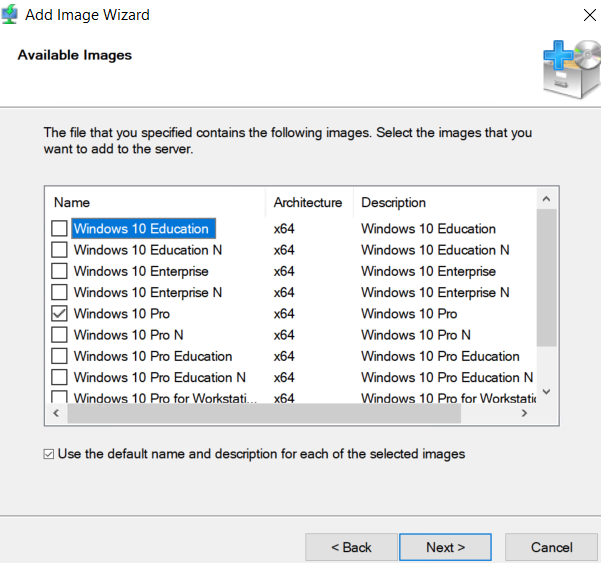 Add Image Wizard
Available Images
The file that you specified contains the following images. Select the images that you
want to add to the server.
Name Architecture Description
Windows 10 Education x64 Windows 10 Education
Windows 10 Education N x64 Windows 10 Education N
Windows 10 Enterprise x64 Windows 10 Enterprise
Windows 10 Enterprise N x64 Windows 10 Enterprise N
Windows 10 Pro x64 Windows 10 Pro
Windows 10 Pro N x64 Windows 10 Pro N
Windows 10 Pro Education x64 Windows 10 Pro Education
Windows 10 Pro Education N x64 Windows 10 Pro Education N
Windows 10 Pro for Workstati... x64 Windows 10 Pro for Workstatio
Use the default name and description for each of the selected images
< Back Next > Cancel